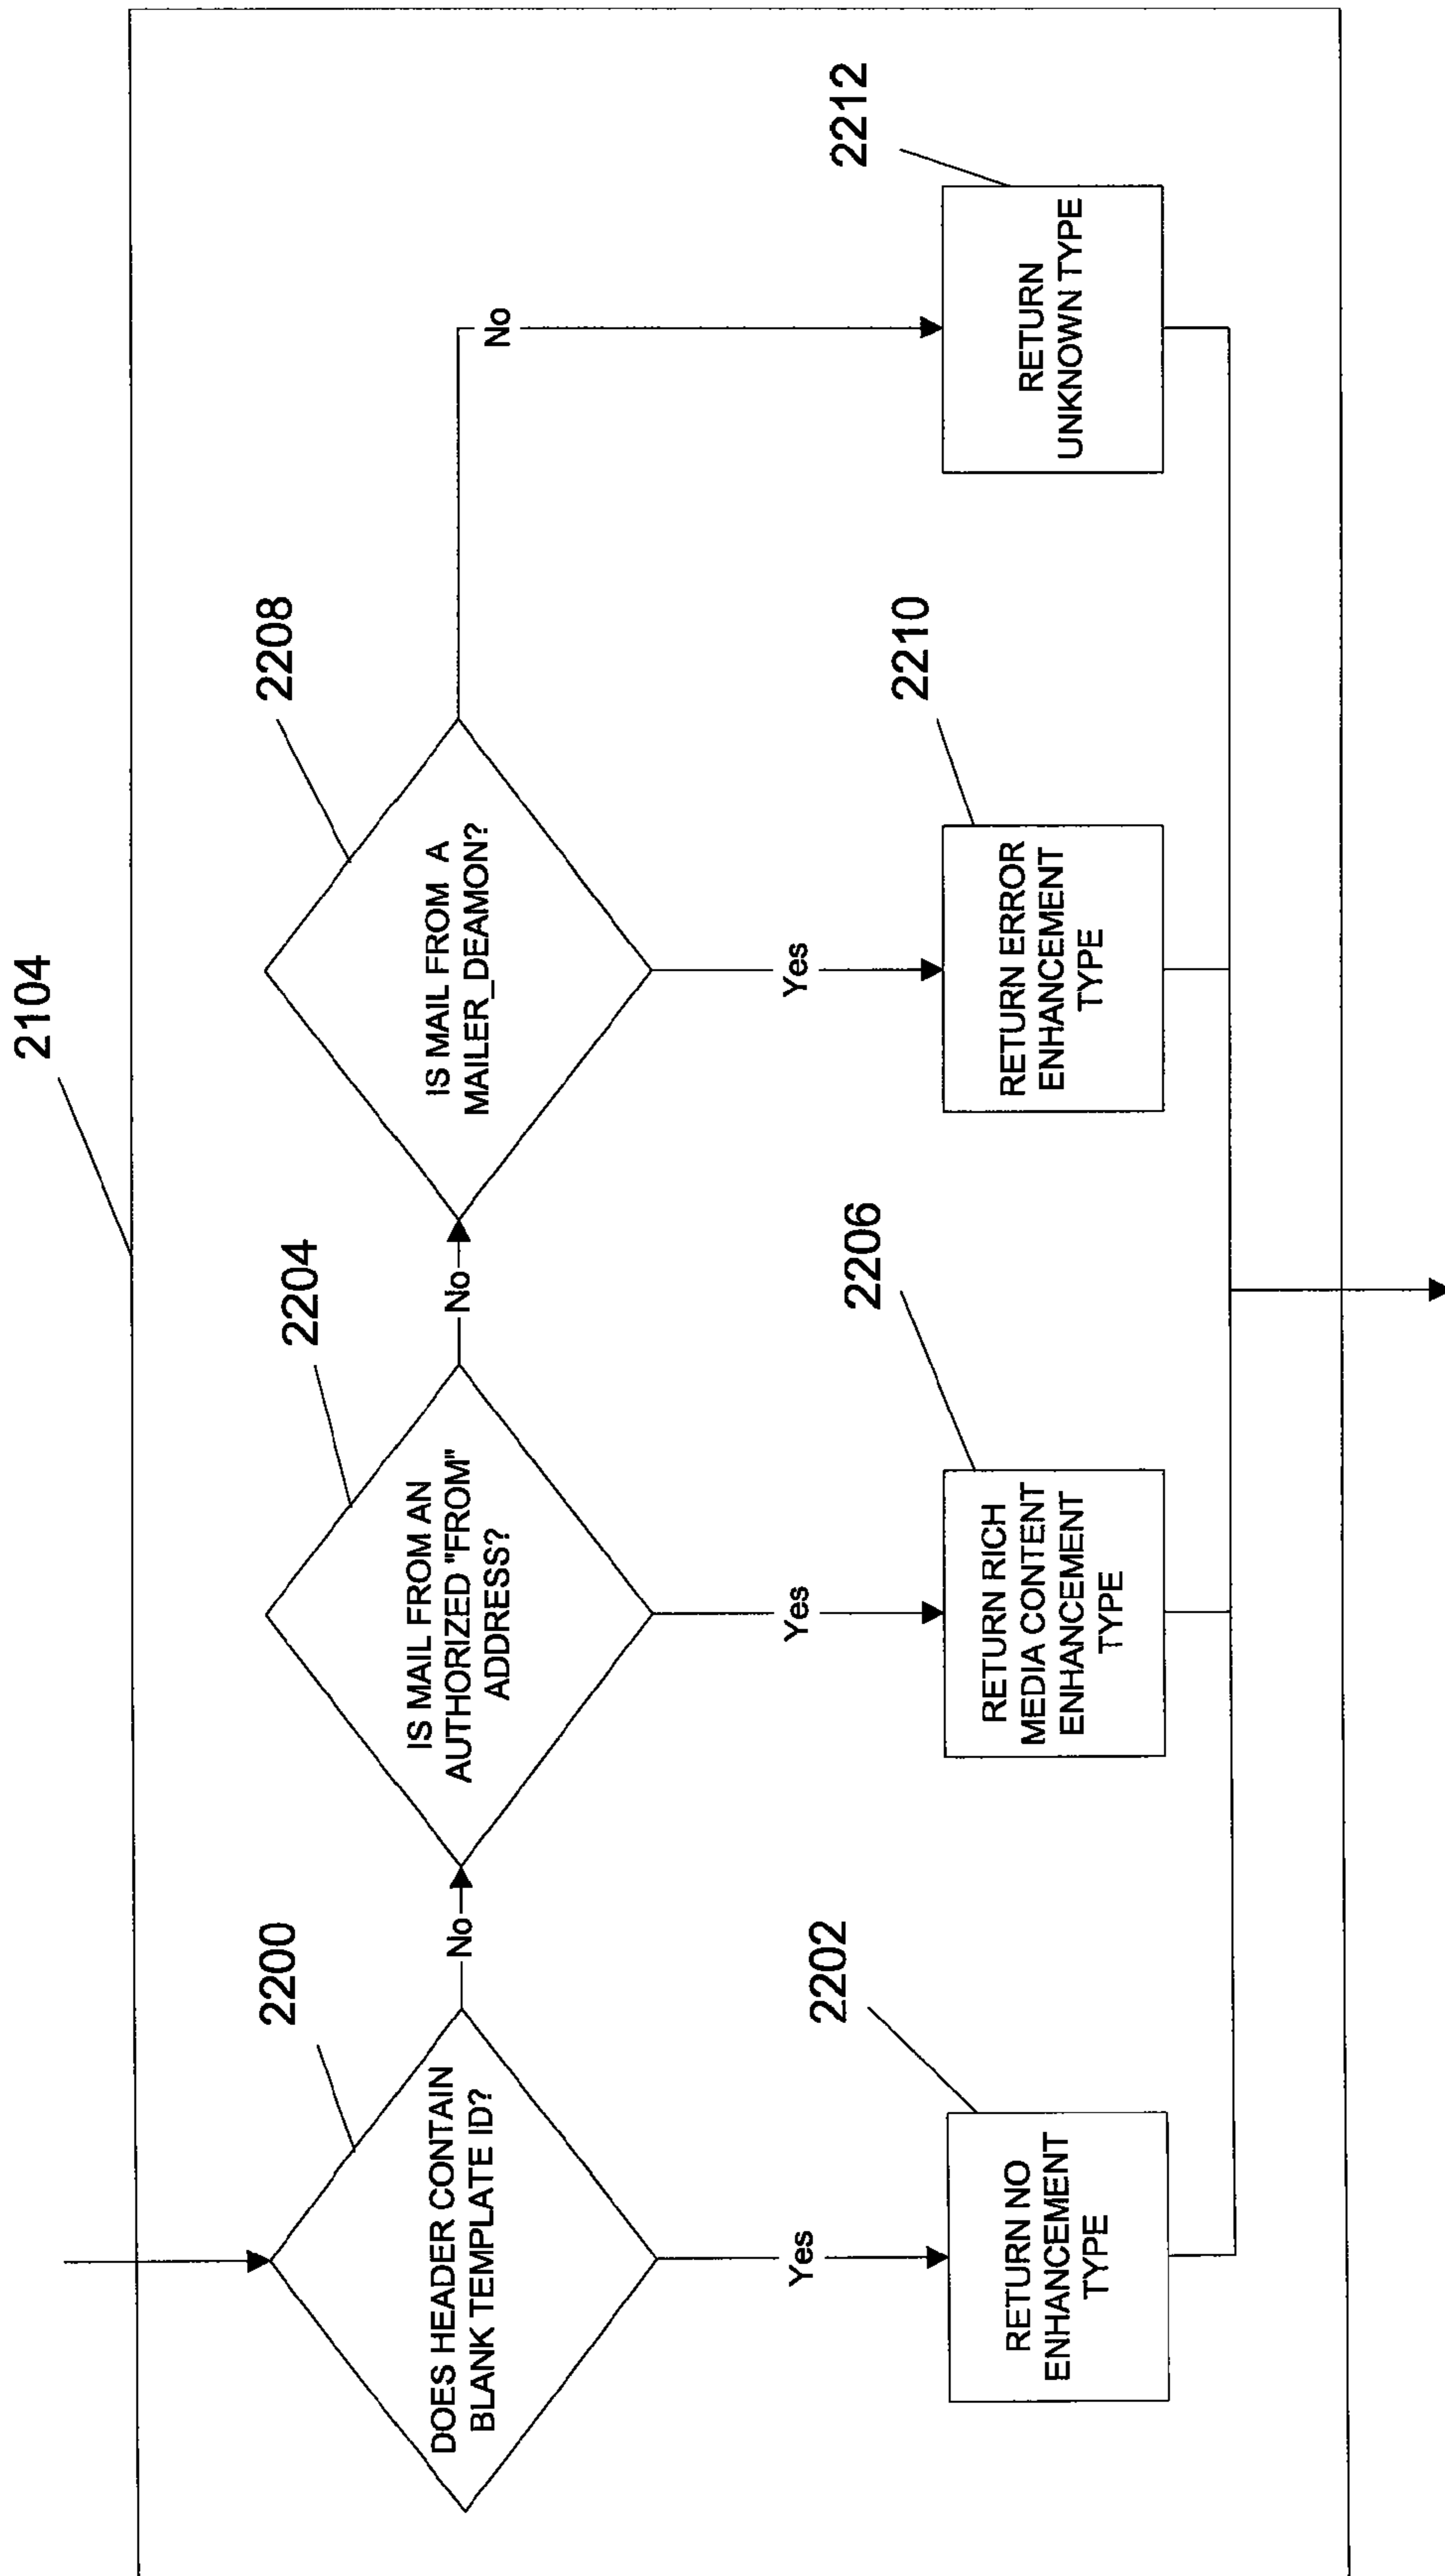 2104
2200
DOES HEADER CONTAIN
BLANK TEMPLATE ID?
No
2204
IS MAIL FROM AN
AUTHORIZED "FROM"
ADDRESS?
No
2208
IS MAIL FROM A
MAILER_DEAMON?
No
Yes
Yes
Yes
2202
RETURN NO
ENHANCEMENT
TYPE
2206
RETURN RICH
MEDIA CONTENT
ENHANCEMENT
TYPE
2210
RETURN ERROR
ENHANCEMENT
TYPE
2212
RETURN
UNKNOWN TYPE